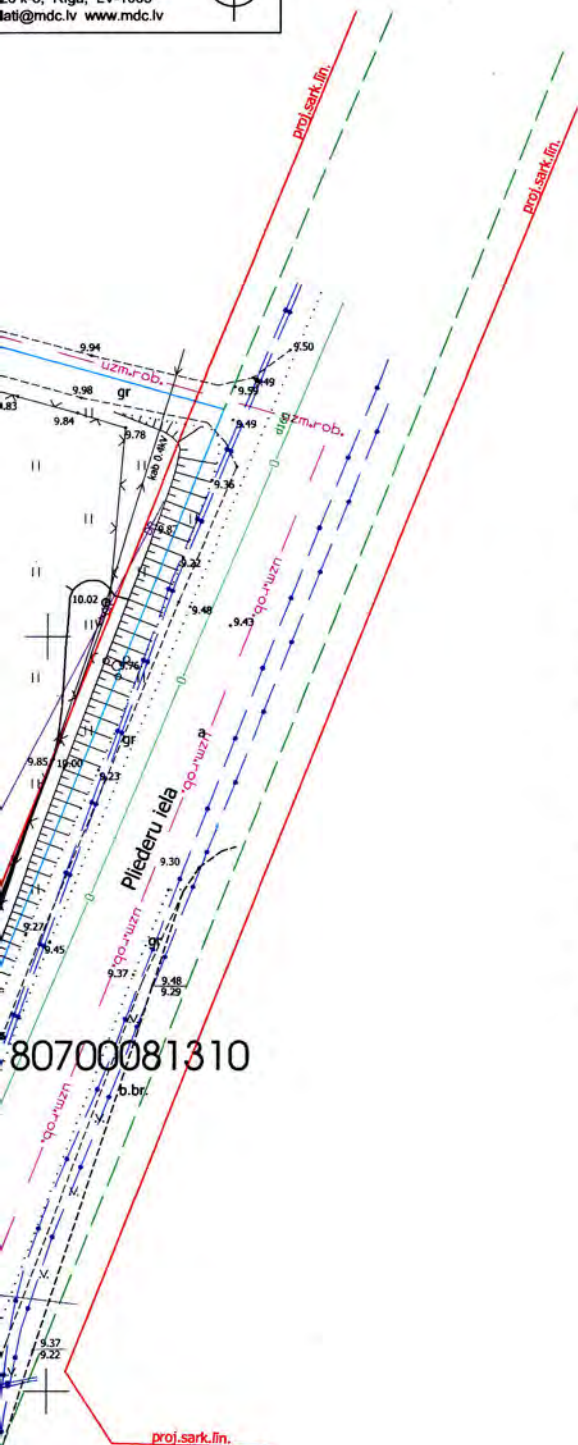 lati@mdc.lv www.mdc.lv
proj.sark.lin.
proj.sark.lin.
9.94
uzm.rob.
9.50
9.49
9.59
9.98
gr
9.83
9.84
9.78
9.49
d160
uzm.rob.
kab 0.4kV
9.36
9.22
uzm.rob.
10.02
9.48
9.43
9.76
gr
a
uzm.rob.
9.85
10.00
9.23
Pliederu iela
9.30
uzm.rob.
9.27
9.45
gr
9.37
9.48
9.29
80700081310
b.br.
uzm.rob.
9.37
9.22
proj.sark.lin.